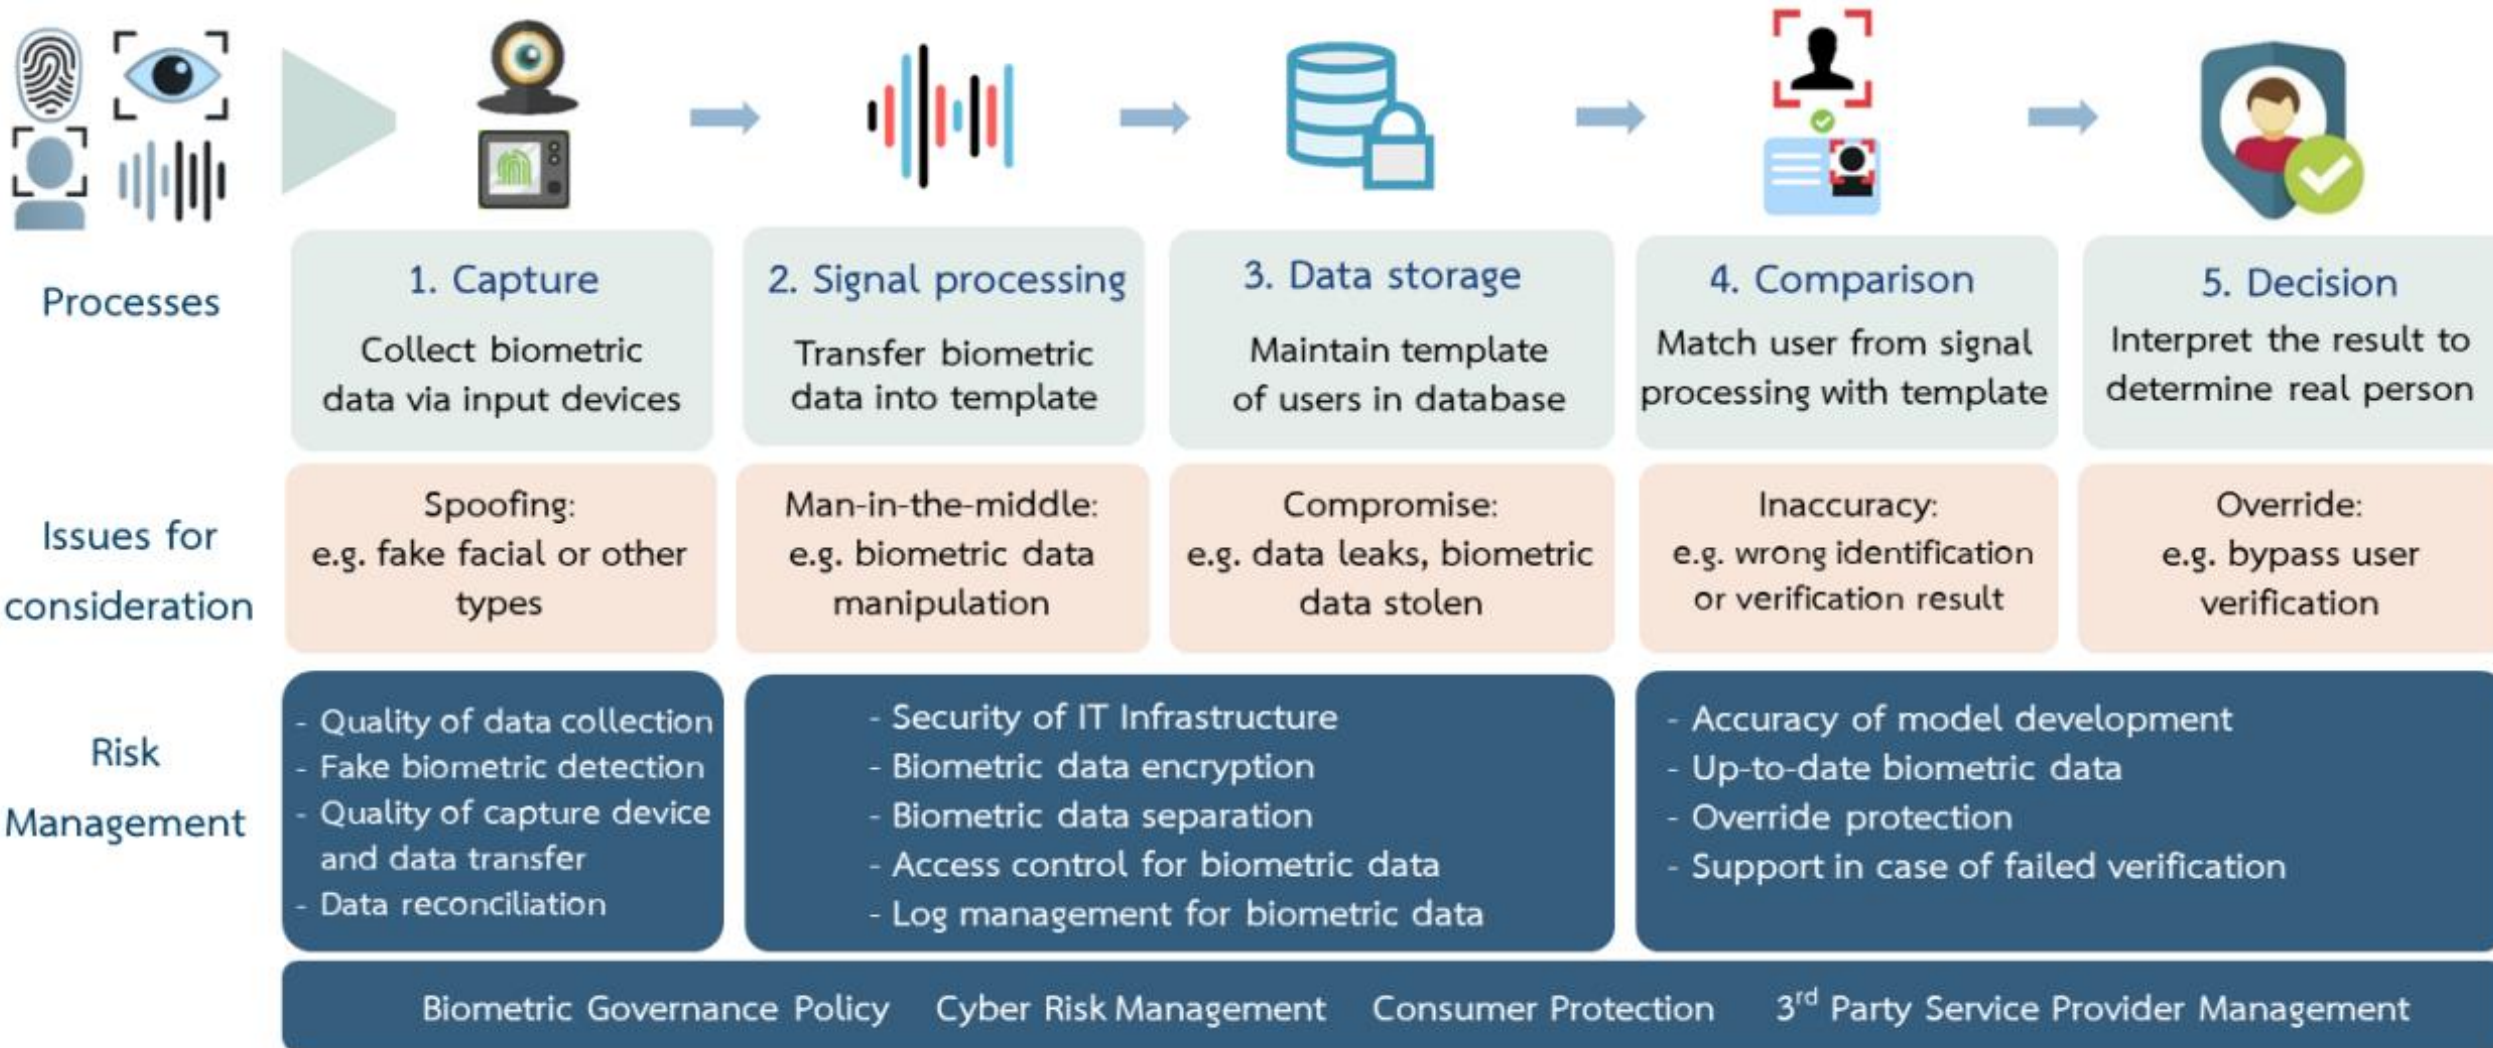 Processes
1. Capture
Collect biometric
data via input devices
2. Signal processing
Transfer biometric
data into template
3. Data storage
Maintain template
of users in database
4. Comparison
Match user from signal
processing with template
5. Decision
Interpret the result to
determine real person
Issues for
consideration
Spoofing:
e.g. fake facial or other
types
Man-in-the-middle:
e.g. biometric data
manipulation
Compromise:
e.g. data leaks, biometric
data stolen
Inaccuracy:
e.g. wrong identification
or verification result
Override:
e.g. bypass user
verification
Risk
Management
- Quality of data collection
- Fake biometric detection
- Quality of capture device
and data transfer
- Data reconciliation
- Security of IT Infrastructure
- Biometric data encryption
- Biometric data separation
- Access control for biometric data
- Log management for biometric data
- Accuracy of model development
- Up-to-date biometric data
- Override protection
- Support in case of failed verification
Biometric Governance Policy Cyber Risk Management Consumer Protection 3rd Party Service Provider Management